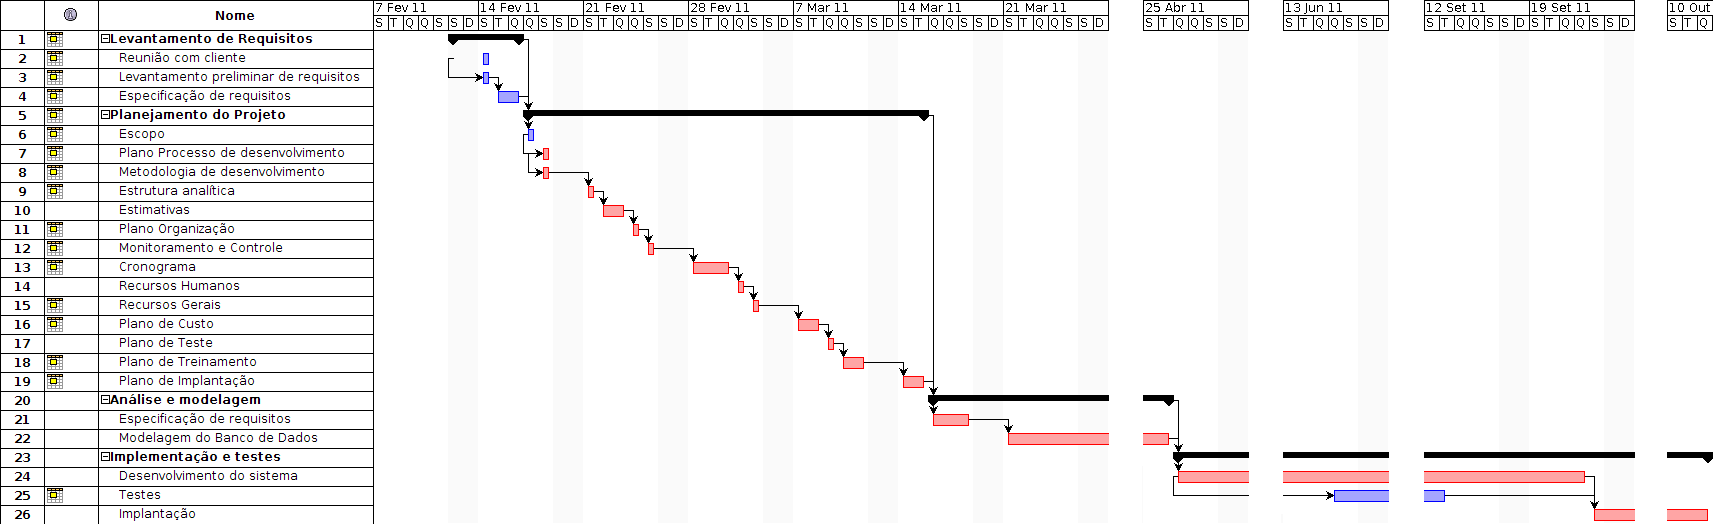 Nome
7 Fev 11 14 Fev 11 21 Fev 11 28 Fev 11 7 Mar 11 14 Mar 11 21 Mar 11 25 Abr 11 13 Jun 11 12 Set 11 19 Set 11 10 Out
S T Q Q S S D S T Q Q S S D S T Q Q S S D S T Q Q S S D S T Q Q S S D S T Q Q S S D S T Q Q S S D S T Q Q S S D S T Q Q S S D S T Q Q S S D S T Q Q S S D S T Q
1 Levantamento de Requisitos
2 Reunião com cliente
3 Levantamento preliminar de requisitos
4 Especificação de requisitos
5 Planejamento do Projeto
6 Escopo
7 Plano Processo de desenvolvimento
8 Metodologia de desenvolvimento
9 Estrutura analítica
10 Estimativas
11 Plano Organização
12 Monitoramento e Controle
13 Cronograma
14 Recursos Humanos
15 Recursos Gerais
16 Plano de Custo
17 Plano de Teste
18 Plano de Treinamento
19 Plano de Implantação
20 Análise e modelagem
21 Especificação de requisitos
22 Modelagem do Banco de Dados
23 Implementação e testes
24 Desenvolvimento do sistema
25 Testes
26 Implantação